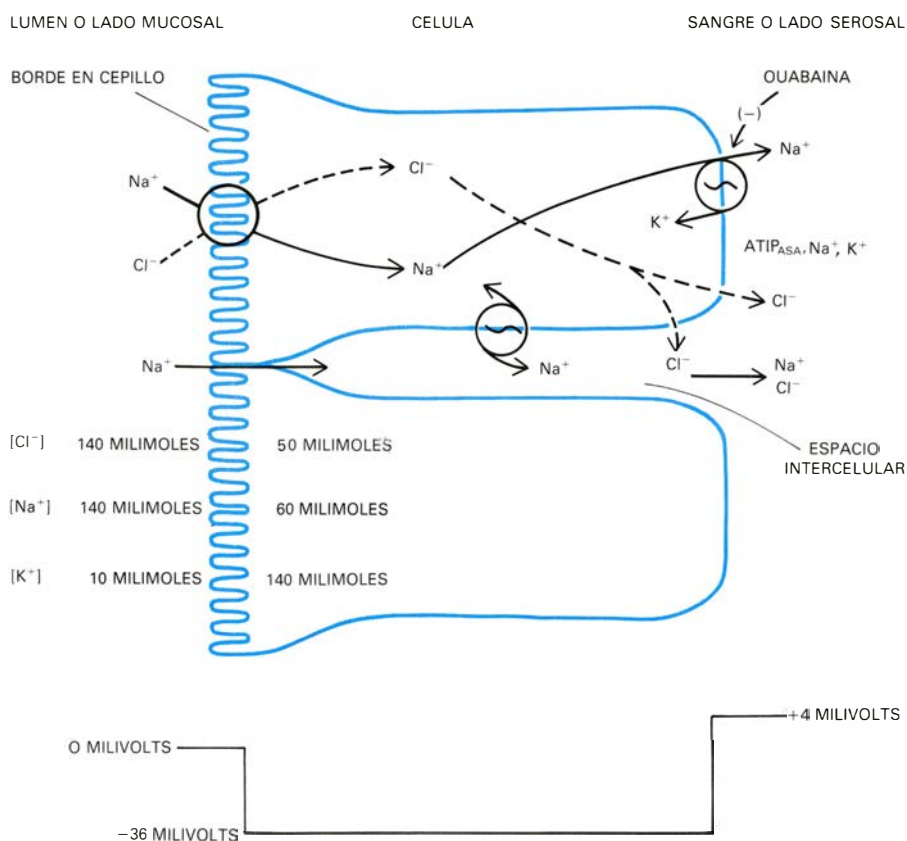 LUMEN O LADO MUCOSAL
CELULA
SANGRE O LADO SEROSAL
BORDE EN CEPILLO
OUABAINA
(−)
Na⁺
Cl⁻
Na⁺
K⁺
ATIP_ASA, Na⁺, K⁺
Cl⁻
Na⁺
Cl⁻
Na⁺
Na⁺
Cl⁻
Na⁺
Cl⁻
ESPACIO
INTERCELULAR
[Cl⁻] 140 MILIMOLES 50 MILIMOLES
[Na⁺] 140 MILIMOLES 60 MILIMOLES
[K⁺] 10 MILIMOLES 140 MILIMOLES
+4 MILIVOLTS
O MILIVOLTS
−36 MILIVOLTS